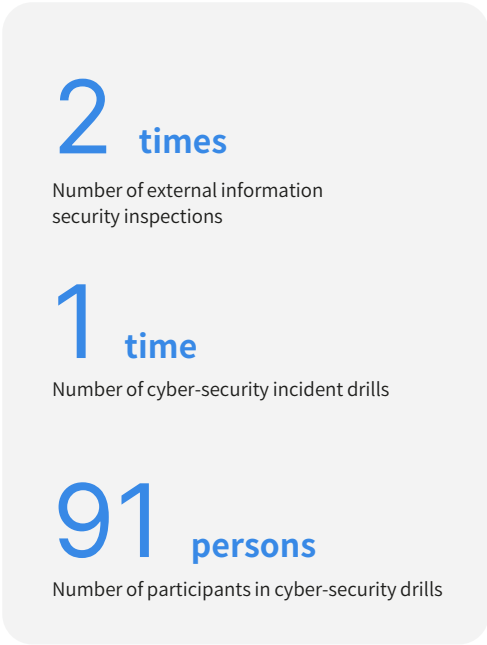 2 times
Number of external information
security inspections
1 time
Number of cyber-security incident drills
91 persons
Number of participants in cyber-security drills